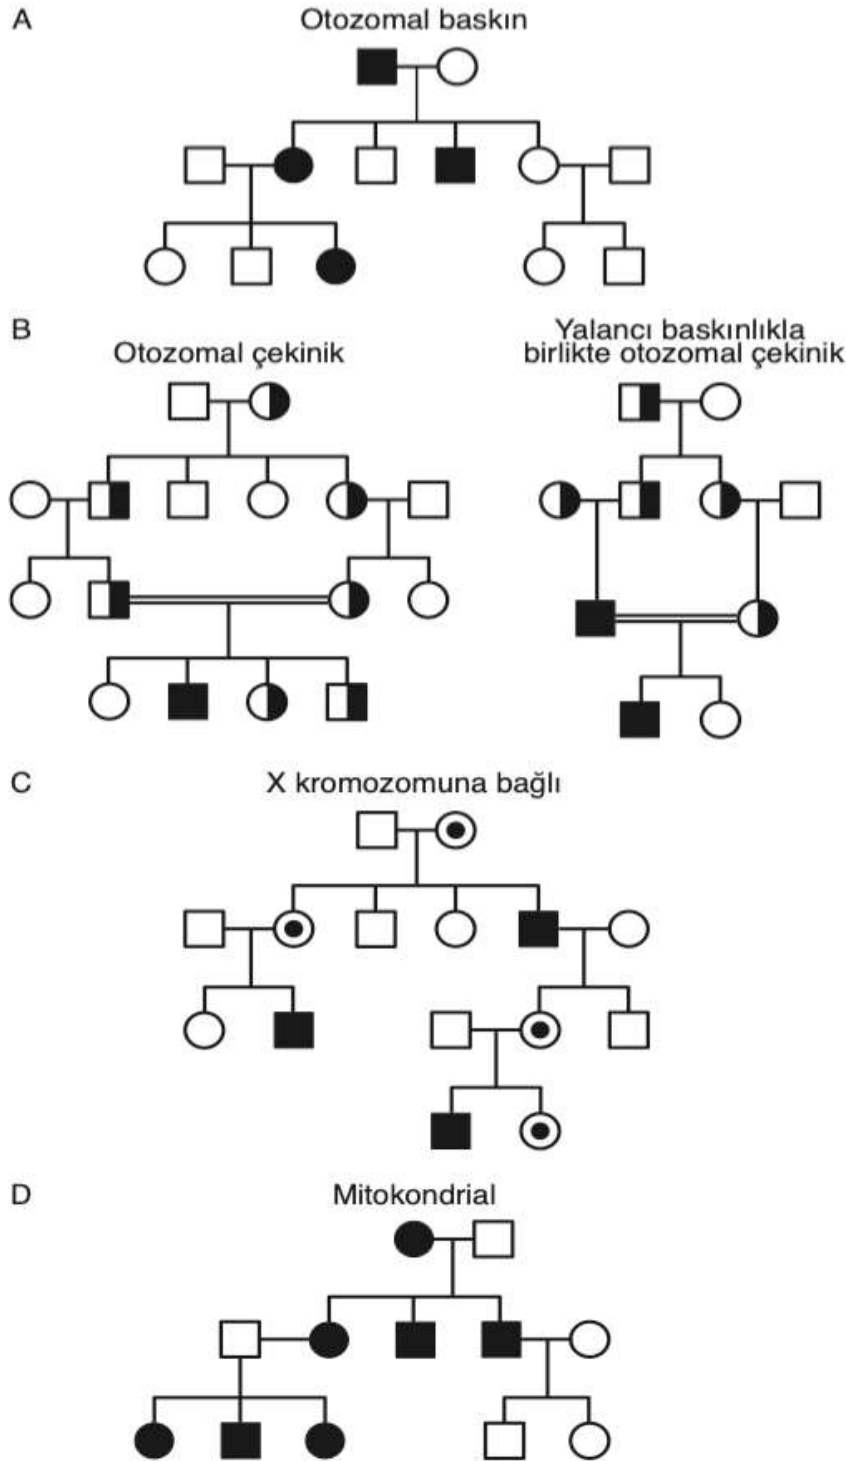 A
Otozomal baskın
B
Otozomal çekinik
Yalancı baskınlıkla
birlikte otozomal çekinik
C
X kromozomuna bağlı
D
Mitokondrial